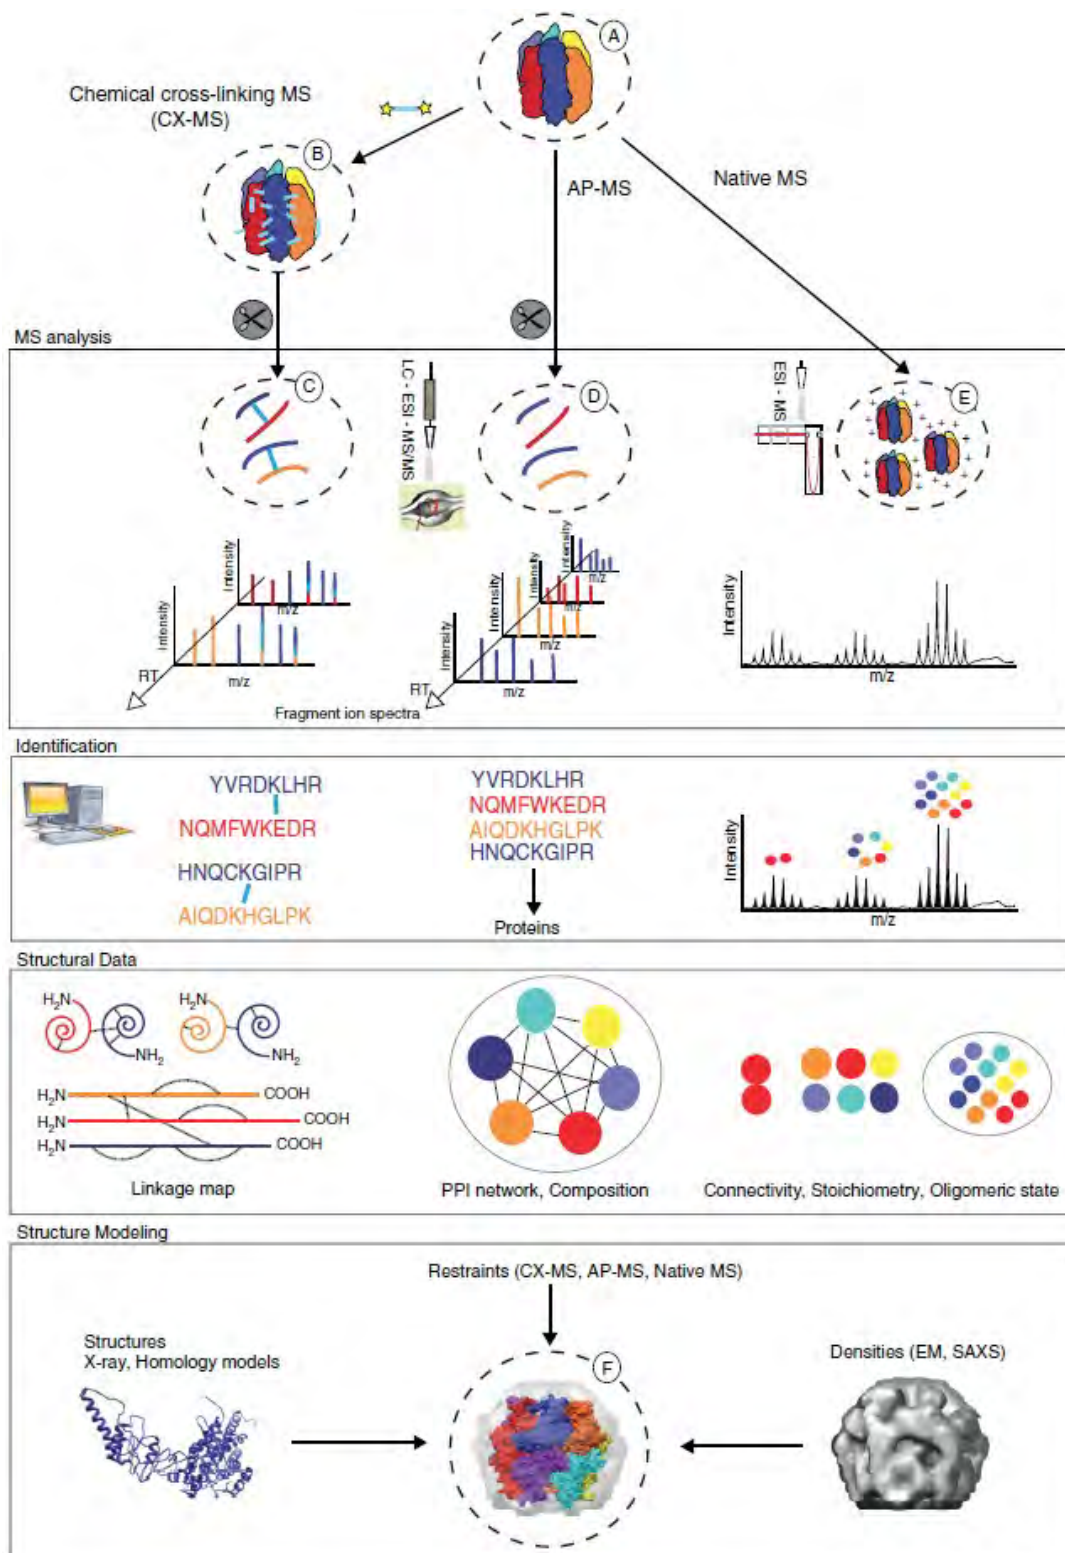 A
Chemical cross-linking MS
(CX-MS)
B
AP-MS
Native MS
MS analysis
C
LC - ESI - MS/MS
D
ESI - MS
E
Intensity
m/z
Intensity
m/z
RT
Intensity
m/z
Intensity
m/z
Intensity
m/z
Intensity
m/z
RT
Intensity
m/z
Fragment ion spectra
Identification
YVRDKLHR
NQMFWKEDR
HNQCKGIPR
AIQDKHGLPK
YVRDKLHR
NQMFWKEDR
AIQDKHGLPK
HNQCKGIPR
Proteins
Intensity
m/z
Structural Data
H₂N
NH₂
H₂N
NH₂
H₂N COOH
H₂N COOH
H₂N COOH
Linkage map
PPI network, Composition
Connectivity, Stoichiometry, Oligomeric state
Structure Modeling
Restraints (CX-MS, AP-MS, Native MS)
Structures
X-ray, Homology models
F
Densities (EM, SAXS)